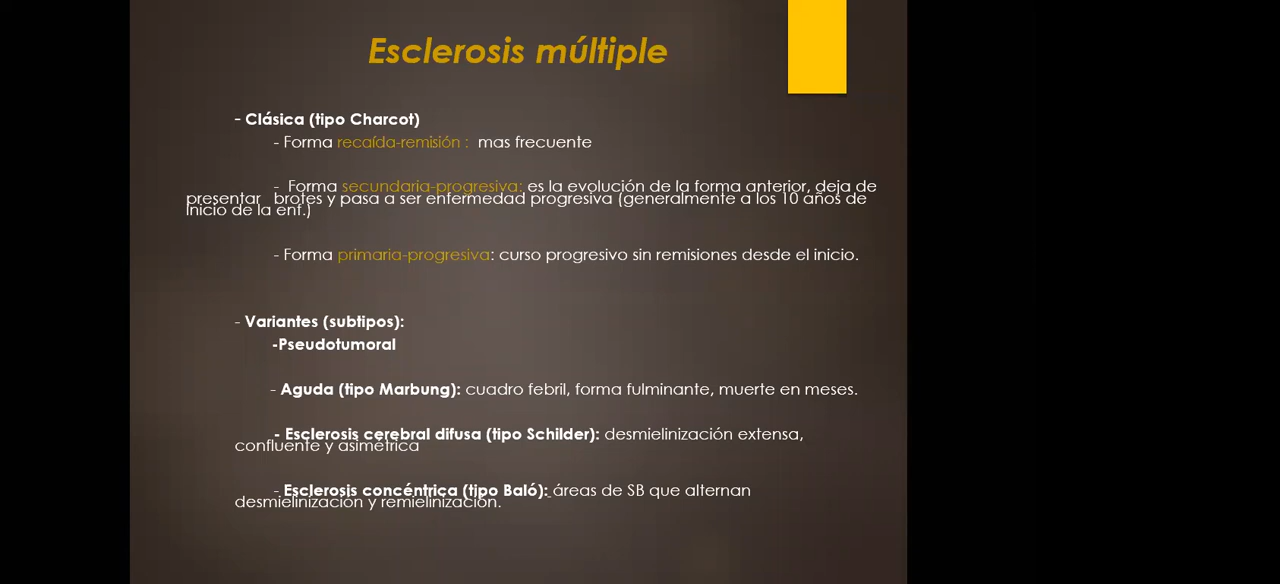 Esclerosis múltiple
- Clásica (tipo Charcot)
- Forma recaída-remisión : mas frecuente
- Forma secundaria-progresiva: es la evolución de la forma anterior, deja de
presentar brotes y pasa a ser enfermedad progresiva (generalmente a los 10 años de
inicio de la enf.)
- Forma primaria-progresiva: curso progresivo sin remisiones desde el inicio.
- Variantes (subtipos):
-Pseudotumoral
- Aguda (tipo Marbung): cuadro febril, forma fulminante, muerte en meses.
- Esclerosis cerebral difusa (tipo Schilder): desmielinización extensa,
confluente y asimétrica
- Esclerosis concéntrica (tipo Baló): áreas de SB que alternan
desmielinización y remielinización.